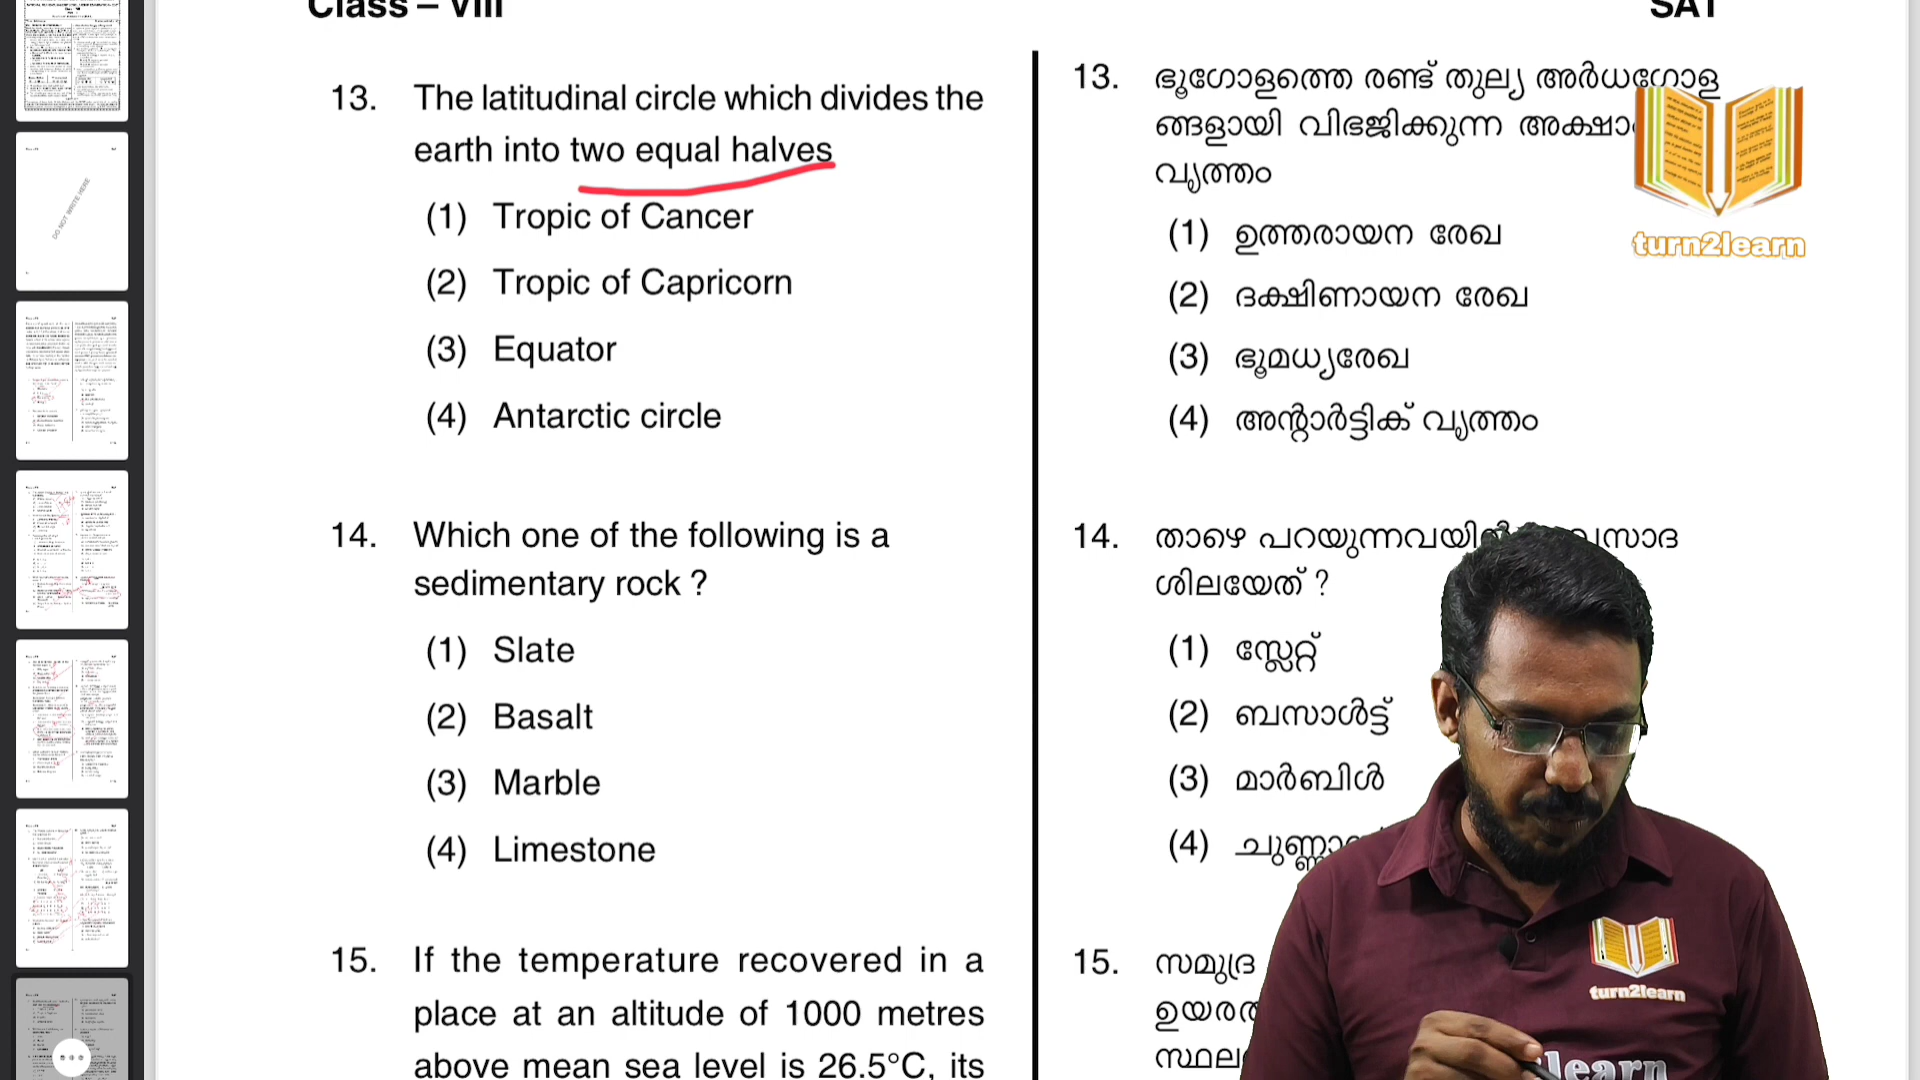 Class – VIII
SAT
13. The latitudinal circle which divides the
earth into two equal halves
(1) Tropic of Cancer
(2) Tropic of Capricorn
(3) Equator
(4) Antarctic circle
14. Which one of the following is a
sedimentary rock ?
(1) Slate
(2) Basalt
(3) Marble
(4) Limestone
15. If the temperature recovered in a
place at an altitude of 1000 metres
above mean sea level is 26.5°C, its
13. ഭൂഗോളത്തെ രണ്ട് തുല്യ അർധഗോള
ങ്ങളായി വിഭജിക്കുന്ന
വൃത്തം
(1) ഉത്തരായന രേഖ
(2) ദക്ഷിണായന രേഖ
(3) ഭൂമധ്യരേഖ
(4) അന്റാർട്ടിക് വൃത്തം
14. താഴെ പറയുന്നവയിൽ
ശിലയേത് ?
(1) സ്ലേറ്റ്
(2) ബസാൾട്ട്
(3) മാർബിൾ
(4)
15. സമുദ്ര
turn2learn
turn2learn
learn
DO NOT WRITE HERE